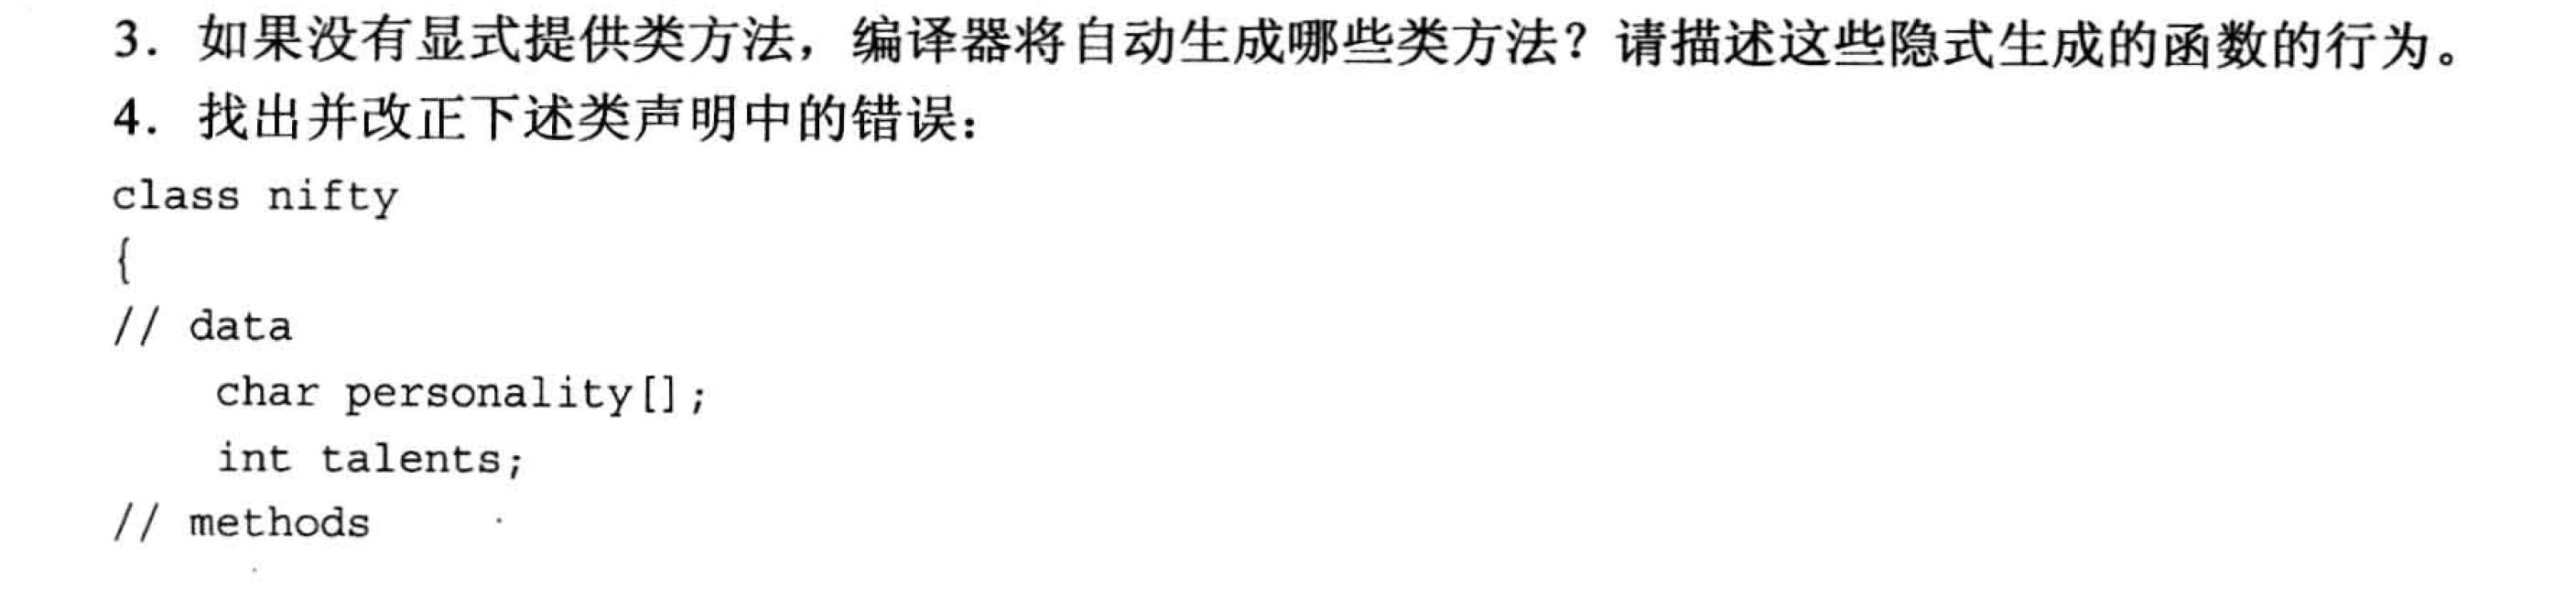 3．如果没有显式提供类方法，编译器将自动生成哪些类方法？请描述这些隐式生成的函数的行为。
4．找出并改正下述类声明中的错误：
class nifty
{
// data
    char personality[];
    int talents;
// methods